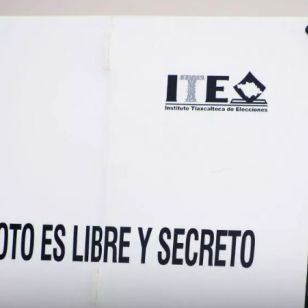 ITE
Instituto Tlaxcalteca de Elecciones
OTO ES LIBRE Y SECRETO